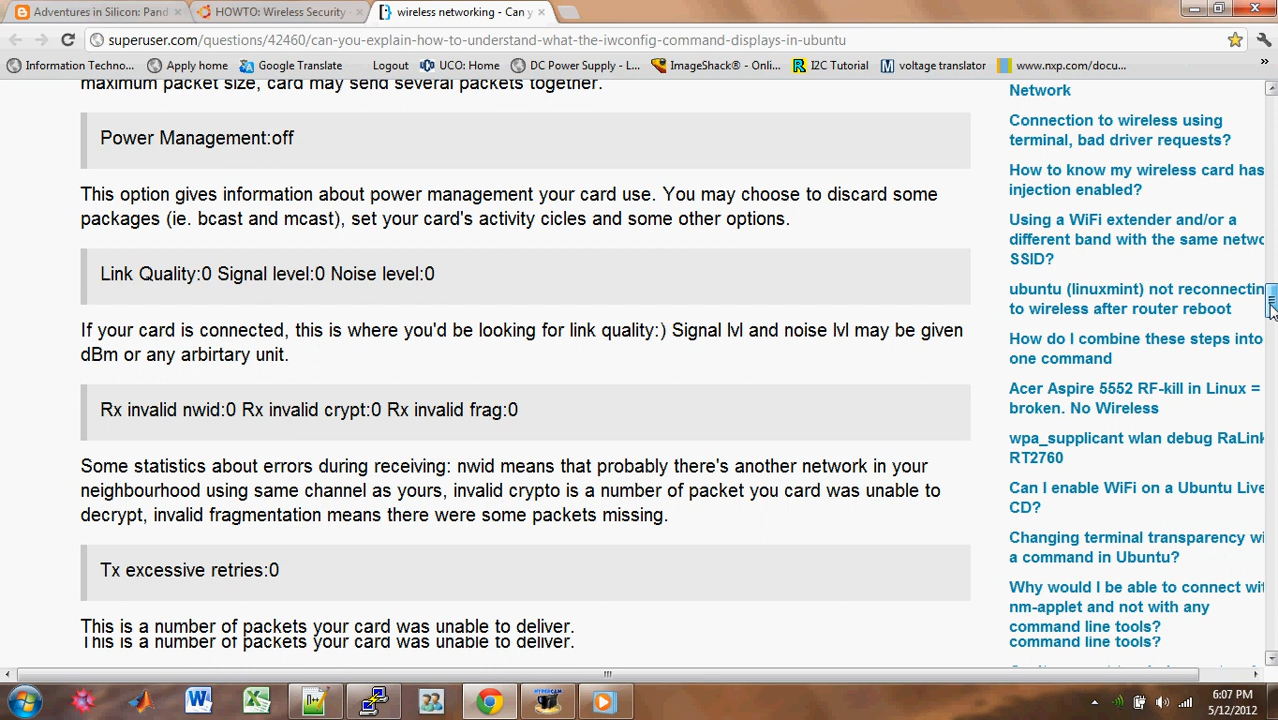 Adventures in Silicon: Pand
HOWTO: Wireless Security -
wireless networking - Can y
superuser.com/questions/42460/can-you-explain-how-to-understand-what-the-iwconfig-command-displays-in-ubuntu
Information Techno...
Apply home
Google Translate
Logout
UCO: Home
DC Power Supply - L...
ImageShack® - Onli...
I2C Tutorial
voltage translator
www.nxp.com/docu...
»
maximum packet size, card may send several packets together.
Power Management:off
This option gives information about power management your card use. You may choose to discard some
packages (ie. bcast and mcast), set your card's activity cicles and some other options.
Link Quality:0 Signal level:0 Noise level:0
If your card is connected, this is where you'd be looking for link quality:) Signal lvl and noise lvl may be given
dBm or any arbirtary unit.
Rx invalid nwid:0 Rx invalid crypt:0 Rx invalid frag:0
Some statistics about errors during receiving: nwid means that probably there's another network in your
neighbourhood using same channel as yours, invalid crypto is a number of packet you card was unable to
decrypt, invalid fragmentation means there were some packets missing.
Tx excessive retries:0
This is a number of packets your card was unable to deliver.
This is a number of packets your card was unable to deliver.
Network
Connection to wireless using
terminal, bad driver requests?
How to know my wireless card has
injection enabled?
Using a WiFi extender and/or a
different band with the same netwo
SSID?
ubuntu (linuxmint) not reconnectin
to wireless after router reboot
How do I combine these steps into
one command
Acer Aspire 5552 RF-kill in Linux =
broken. No Wireless
wpa_supplicant wlan debug RaLink
RT2760
Can I enable WiFi on a Ubuntu Live
CD?
Changing terminal transparency wi
a command in Ubuntu?
Why would I be able to connect wit
nm-applet and not with any
command line tools?
command line tools?
HYPERCAM
6:07 PM
5/12/2012